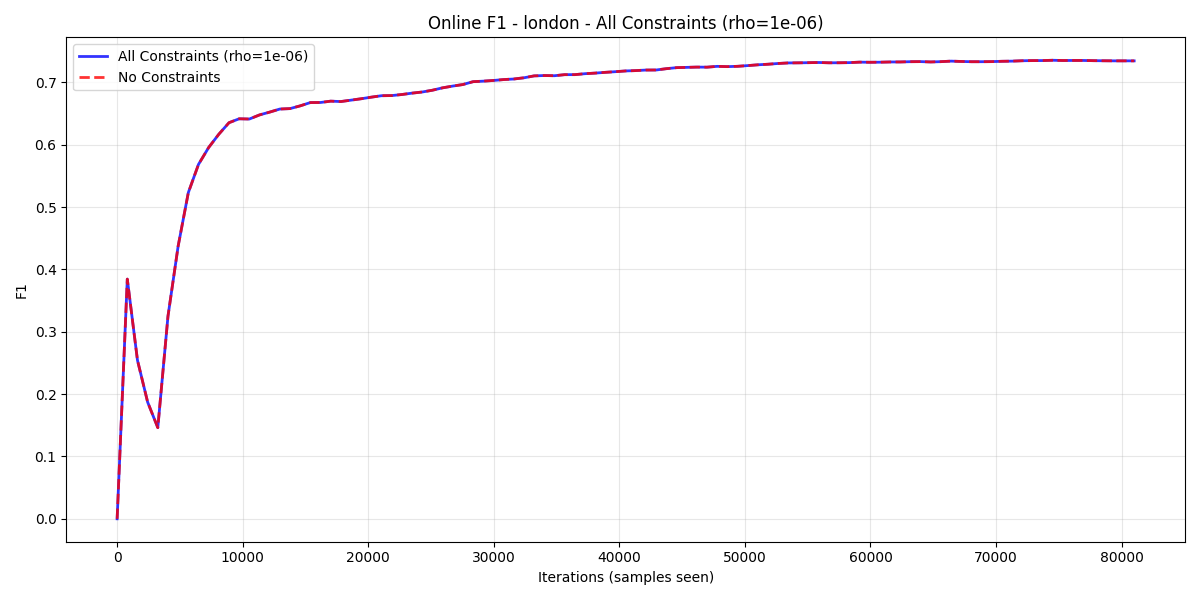 Online F1 - london - All Constraints (rho=1e-06)
All Constraints (rho=1e-06)
No Constraints
F1
0.7
0.6
0.5
0.4
0.3
0.2
0.1
0.0
0 10000 20000 30000 40000 50000 60000 70000 80000
Iterations (samples seen)